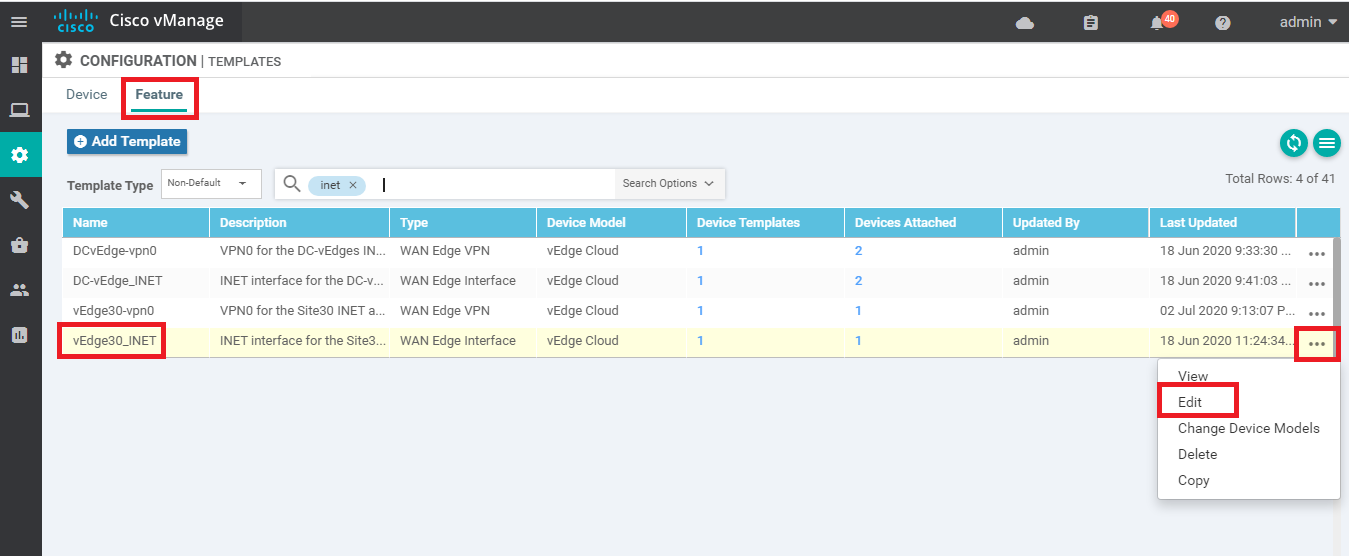 CISCO Cisco vManage 40 admin
CONFIGURATION | TEMPLATES
Device Feature
Add Template
Template Type Non-Default inet × Search Options
Total Rows: 4 of 41
Name Description Type Device Model Device Templates Devices Attached Updated By Last Updated
DCvEdge-vpn0 VPN0 for the DC-vEdges IN... WAN Edge VPN vEdge Cloud 1 2 admin 18 Jun 2020 9:33:30 ...
DC-vEdge_INET INET interface for the DC-v... WAN Edge Interface vEdge Cloud 1 2 admin 18 Jun 2020 9:41:03 ...
vEdge30-vpn0 VPN0 for the Site30 INET a... WAN Edge VPN vEdge Cloud 1 1 admin 02 Jul 2020 9:13:07 P...
vEdge30_INET INET interface for the Site3... WAN Edge Interface vEdge Cloud 1 1 admin 18 Jun 2020 11:24:34...
View
Edit
Change Device Models
Delete
Copy